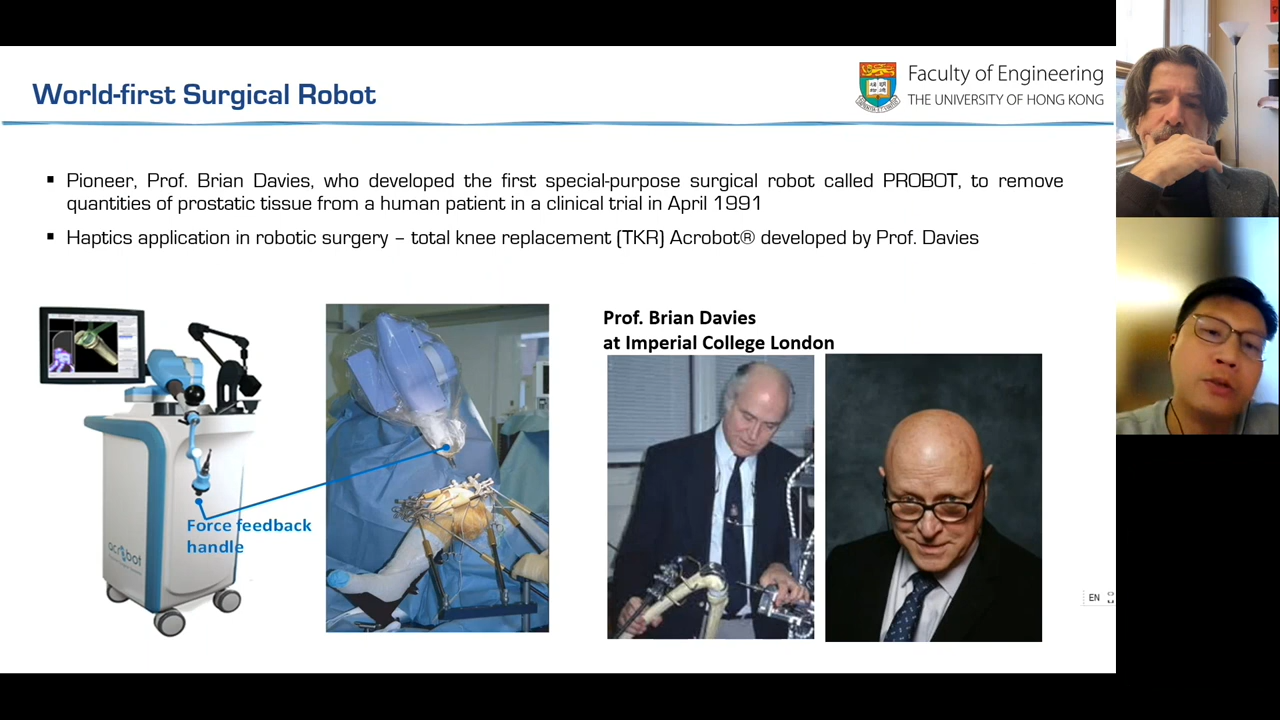 World-first Surgical Robot
Faculty of Engineering
THE UNIVERSITY OF HONG KONG
▪ Pioneer, Prof. Brian Davies, who developed the first special-purpose surgical robot called PROBOT, to remove
quantities of prostatic tissue from a human patient in a clinical trial in April 1991
▪ Haptics application in robotic surgery – total knee replacement (TKR) Acrobot® developed by Prof. Davies
Prof. Brian Davies
at Imperial College London
Force feedback
handle
acrobot
EN